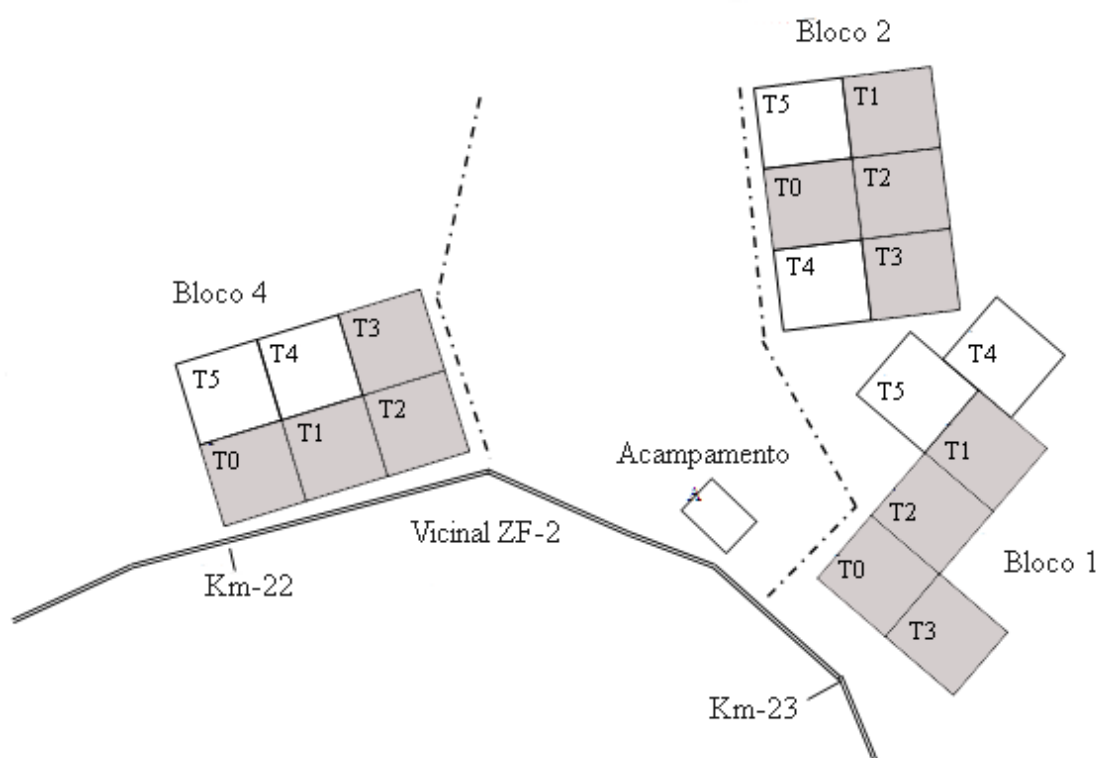 Bloco 2
T5 T1
T0 T2
T4 T3
Bloco 4
T5 T4 T3
T0 T1 T2
T4
T5
T1
T2
T0
T3
Bloco 1
Acampamento
A
Vicinal ZF-2
Km-22
Km-23